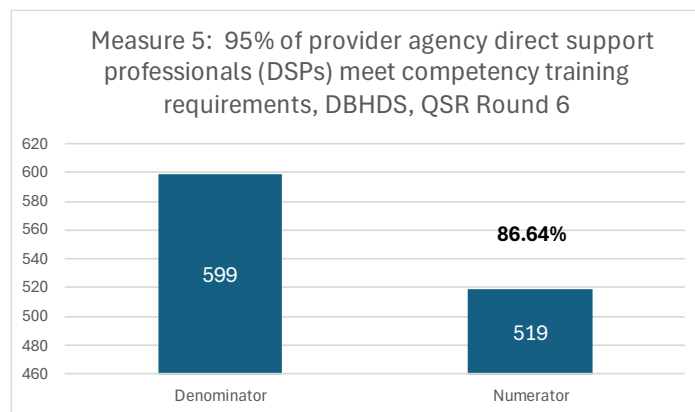 Measure 5:  95% of provider agency direct support
professionals (DSPs) meet competency training
requirements, DBHDS, QSR Round 6
620
600
580
560
540
520
500
480
460
86.64%
599
519
Denominator
Numerator